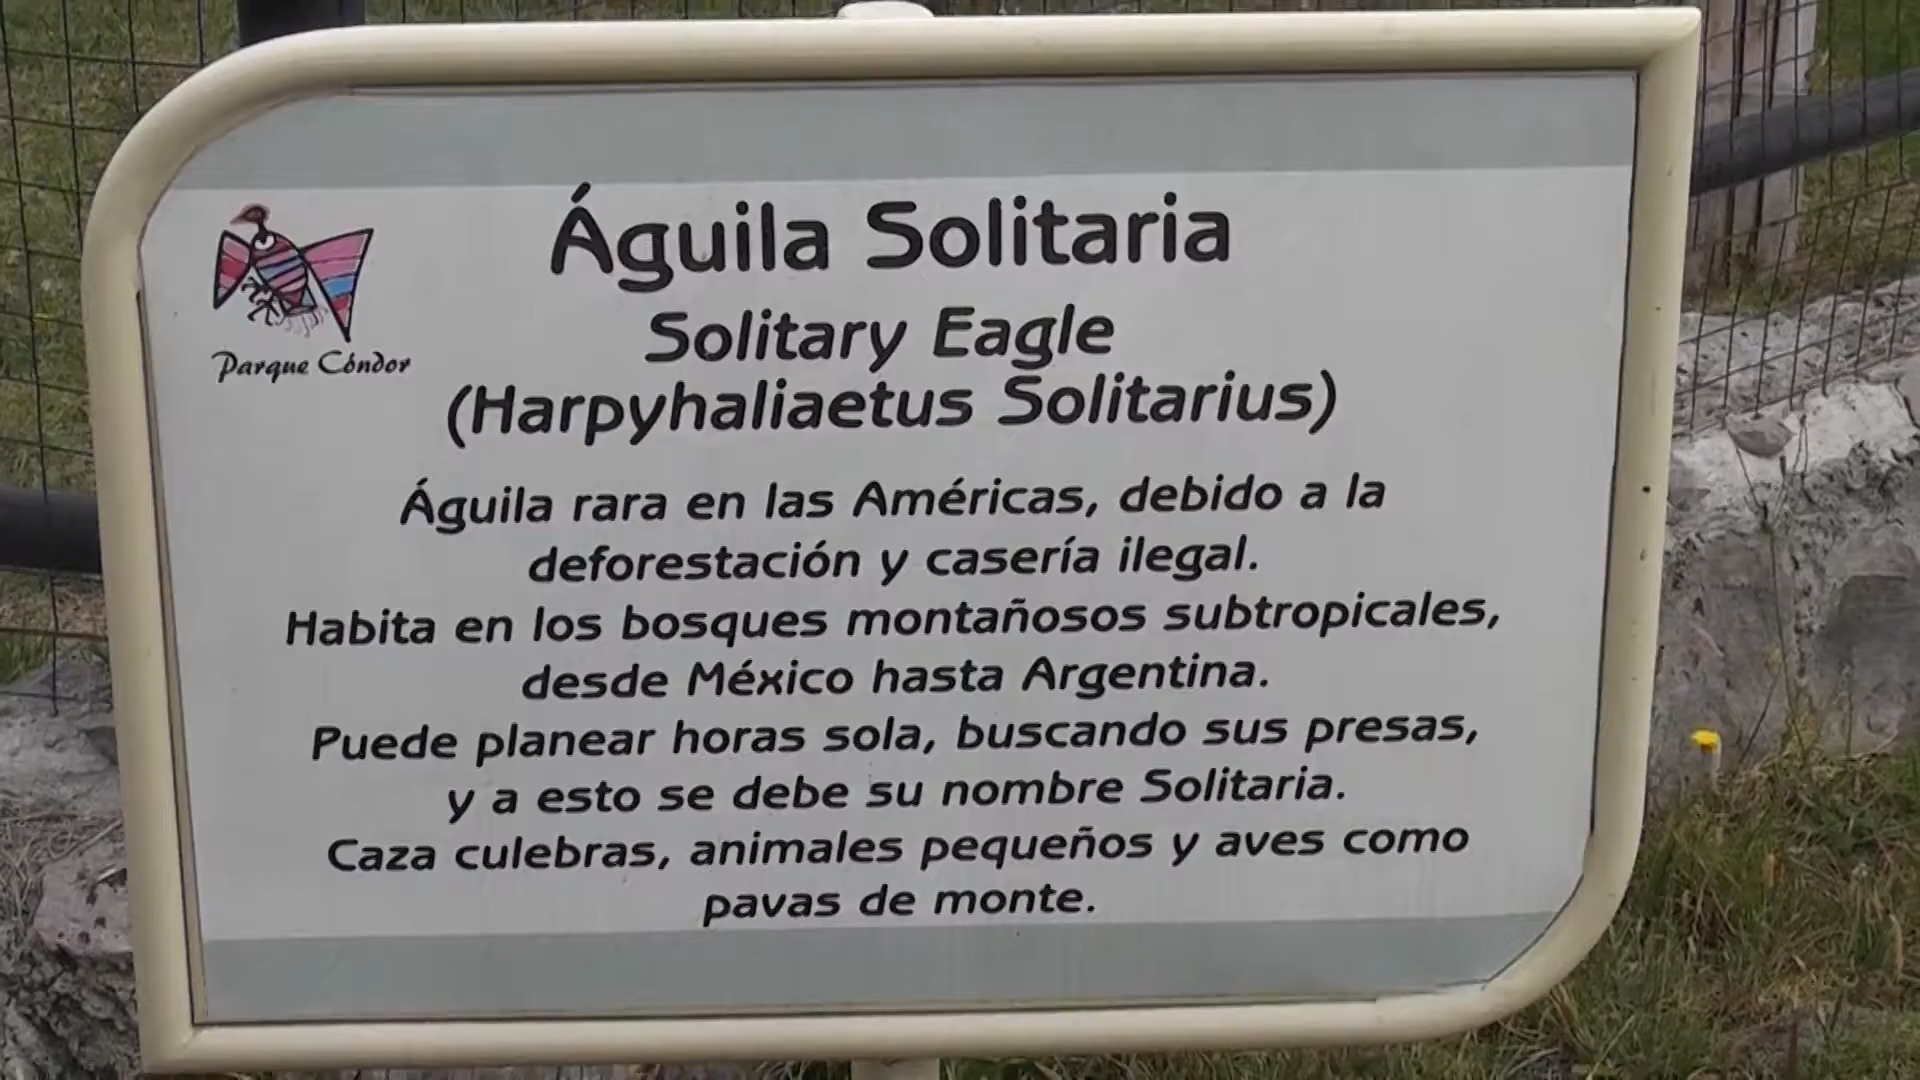 Águila Solitaria
Solitary Eagle
(Harpyhaliaetus Solitarius)
Parque Cóndor
Águila rara en las Américas, debido a la
deforestación y casería ilegal.
Habita en los bosques montañosos subtropicales,
desde México hasta Argentina.
Puede planear horas sola, buscando sus presas,
y a esto se debe su nombre Solitaria.
Caza culebras, animales pequeños y aves como
pavas de monte.